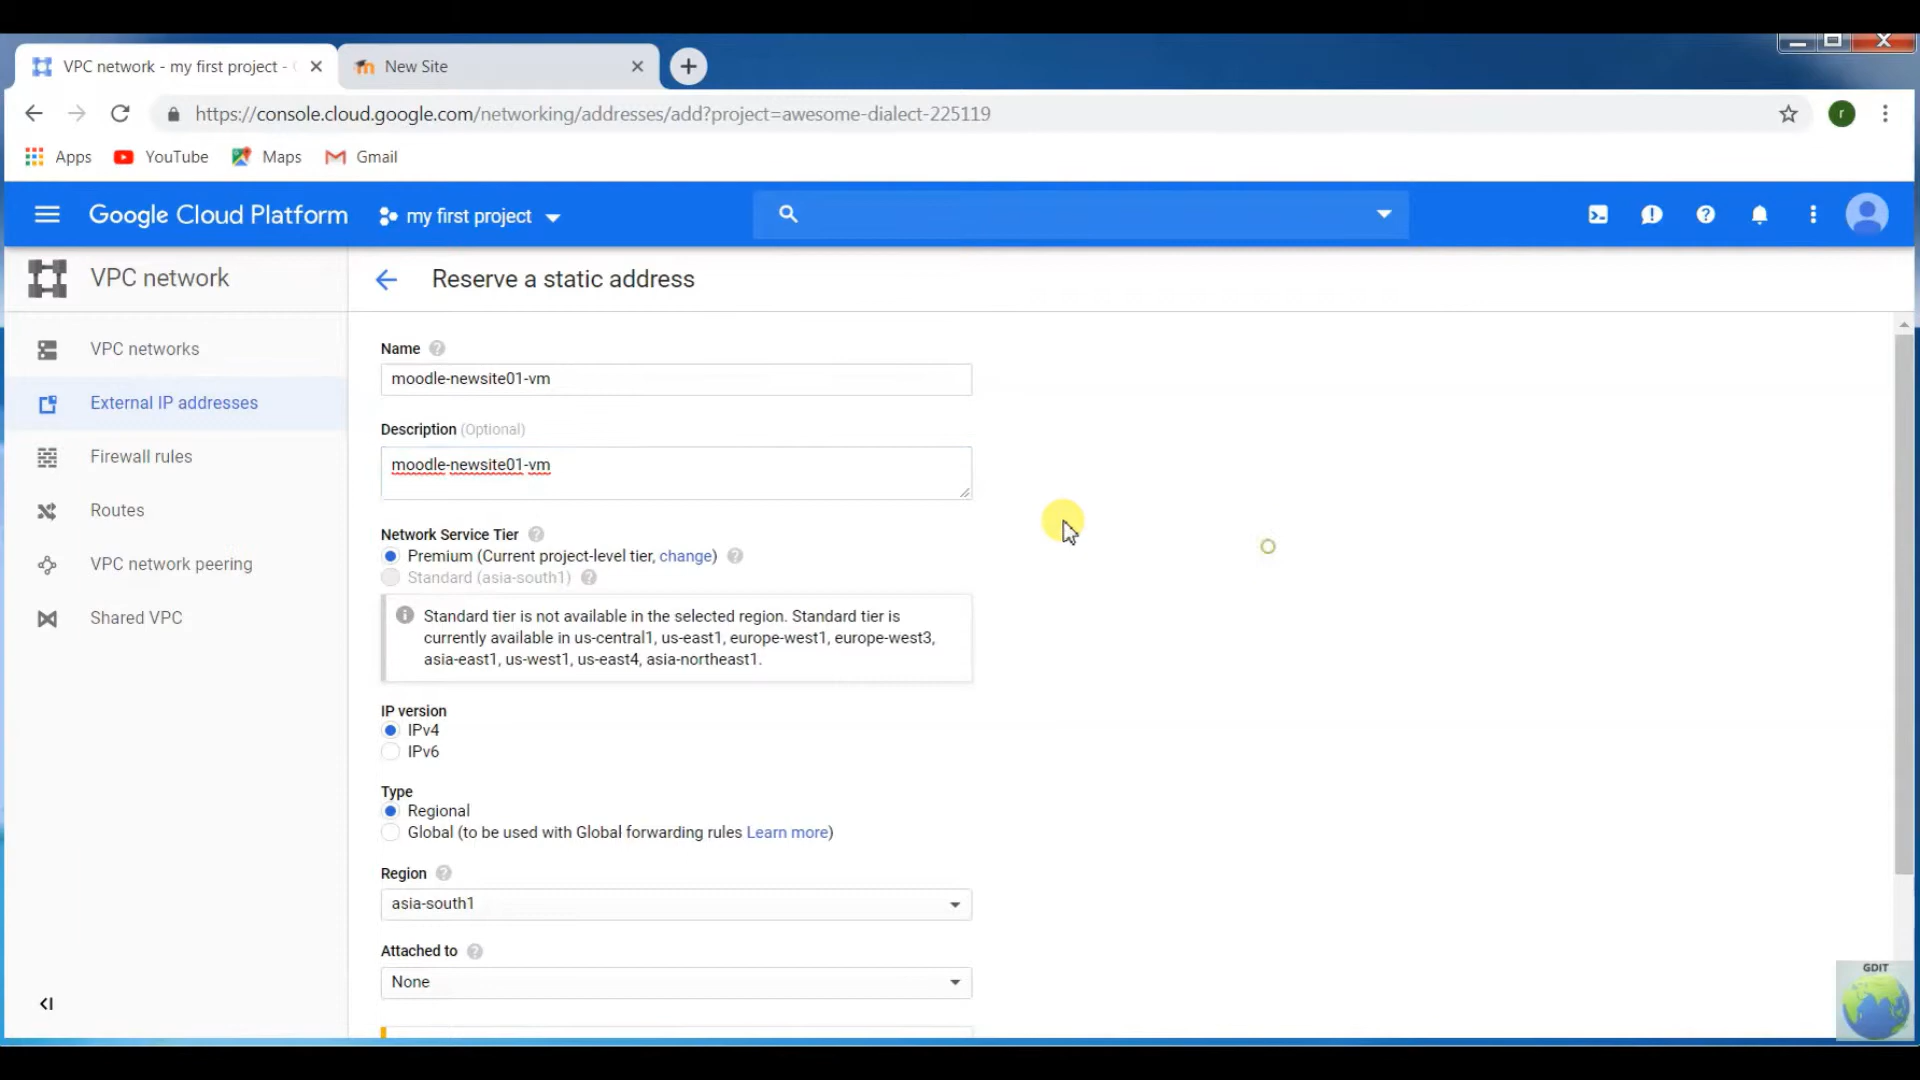 VPC network - my first project -
New Site
https://console.cloud.google.com/networking/addresses/add?project=awesome-dialect-225119
r
Apps
YouTube
Maps
Gmail
Google Cloud Platform
my first project
VPC network
Reserve a static address
VPC networks
External IP addresses
Firewall rules
Routes
VPC network peering
Shared VPC
Name
moodle-newsite01-vm
Description (Optional)
moodle-newsite01-vm
Network Service Tier
Premium (Current project-level tier, change)
Standard (asia-south1)
Standard tier is not available in the selected region. Standard tier is
currently available in us-central1, us-east1, europe-west1, europe-west3,
asia-east1, us-west1, us-east4, asia-northeast1.
IP version
IPv4
IPv6
Type
Regional
Global (to be used with Global forwarding rules Learn more)
Region
asia-south1
Attached to
None
GDIT